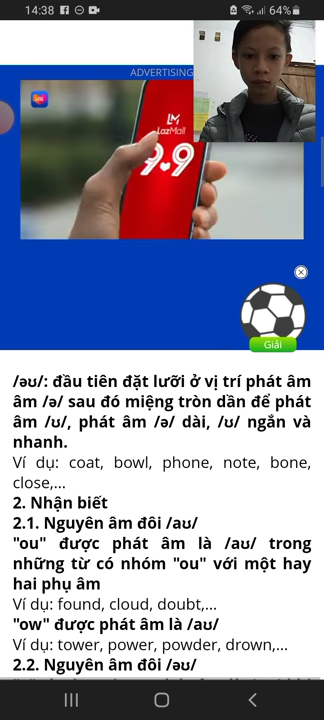 14:38
64%
ADVERTISING
LM
LazMall
9.9
Giải
/əʊ/: đầu tiên đặt lưỡi ở vị trí phát âm
âm /ə/ sau đó miệng tròn dần để phát
âm /ʊ/, phát âm /ə/ dài, /ʊ/ ngắn và
nhanh.
Ví dụ: coat, bowl, phone, note, bone,
close,...
2. Nhận biết
2.1. Nguyên âm đôi /aʊ/
"ou" được phát âm là /aʊ/ trong
những từ có nhóm "ou" với một hay
hai phụ âm
Ví dụ: found, cloud, doubt,...
"ow" được phát âm là /aʊ/
Ví dụ: tower, power, powder, drown,...
2.2. Nguyên âm đôi /əʊ/